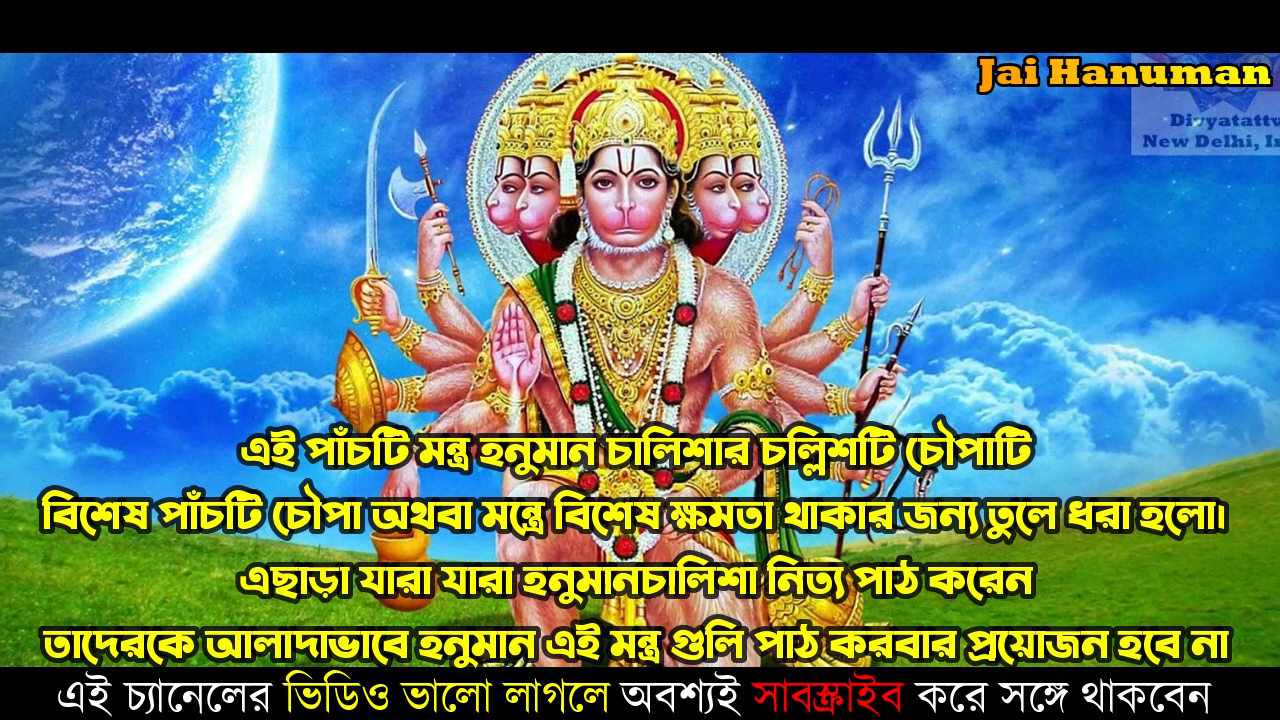 Jai Hanuman
Divyatattv
New Delhi, In
এই পাঁচটি মন্ত্র হনুমান চালিশার চল্লিশটি চৌপাটি
বিশেষ পাঁচটি চৌপা অথবা মন্ত্রে বিশেষ ক্ষমতা থাকার জন্য তুলে ধরা হলো।
এছাড়া যারা যারা হনুমানচালিশা নিত্য পাঠ করেন
তাদেরকে আলাদাভাবে হনুমান এই মন্ত্র গুলি পাঠ করবার প্রয়োজন হবে না
এই চ্যানেলের ভিডিও ভালো লাগলে অবশ্যই সাবস্ক্রাইব করে সঙ্গে থাকবেন